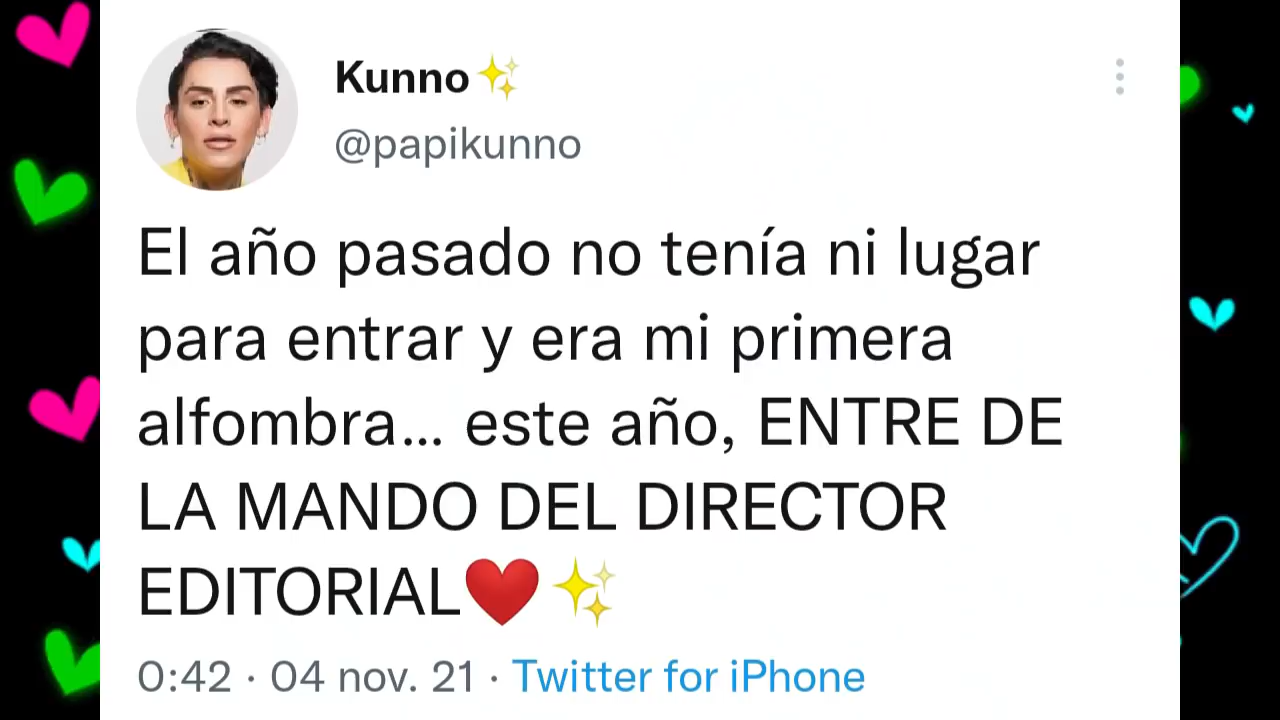 Kunno✨
@papikunno
El año pasado no tenía ni lugar
para entrar y era mi primera
alfombra... este año, ENTRE DE
LA MANDO DEL DIRECTOR
EDITORIAL❤️✨
0:42 · 04 nov. 21 · Twitter for iPhone